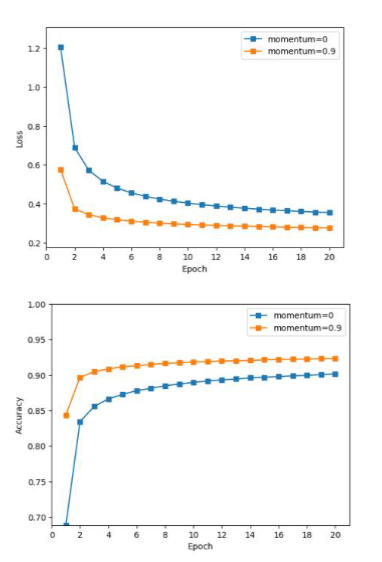 momentum=0
momentum=0.9
1.2
1.0
0.8
0.6
0.4
0.2
Loss
0 2 4 6 8 10 12 14 16 18 20
Epoch
momentum=0
momentum=0.9
1.00
0.95
0.90
0.85
0.80
0.75
0.70
Accuracy
0 2 4 6 8 10 12 14 16 18 20
Epoch